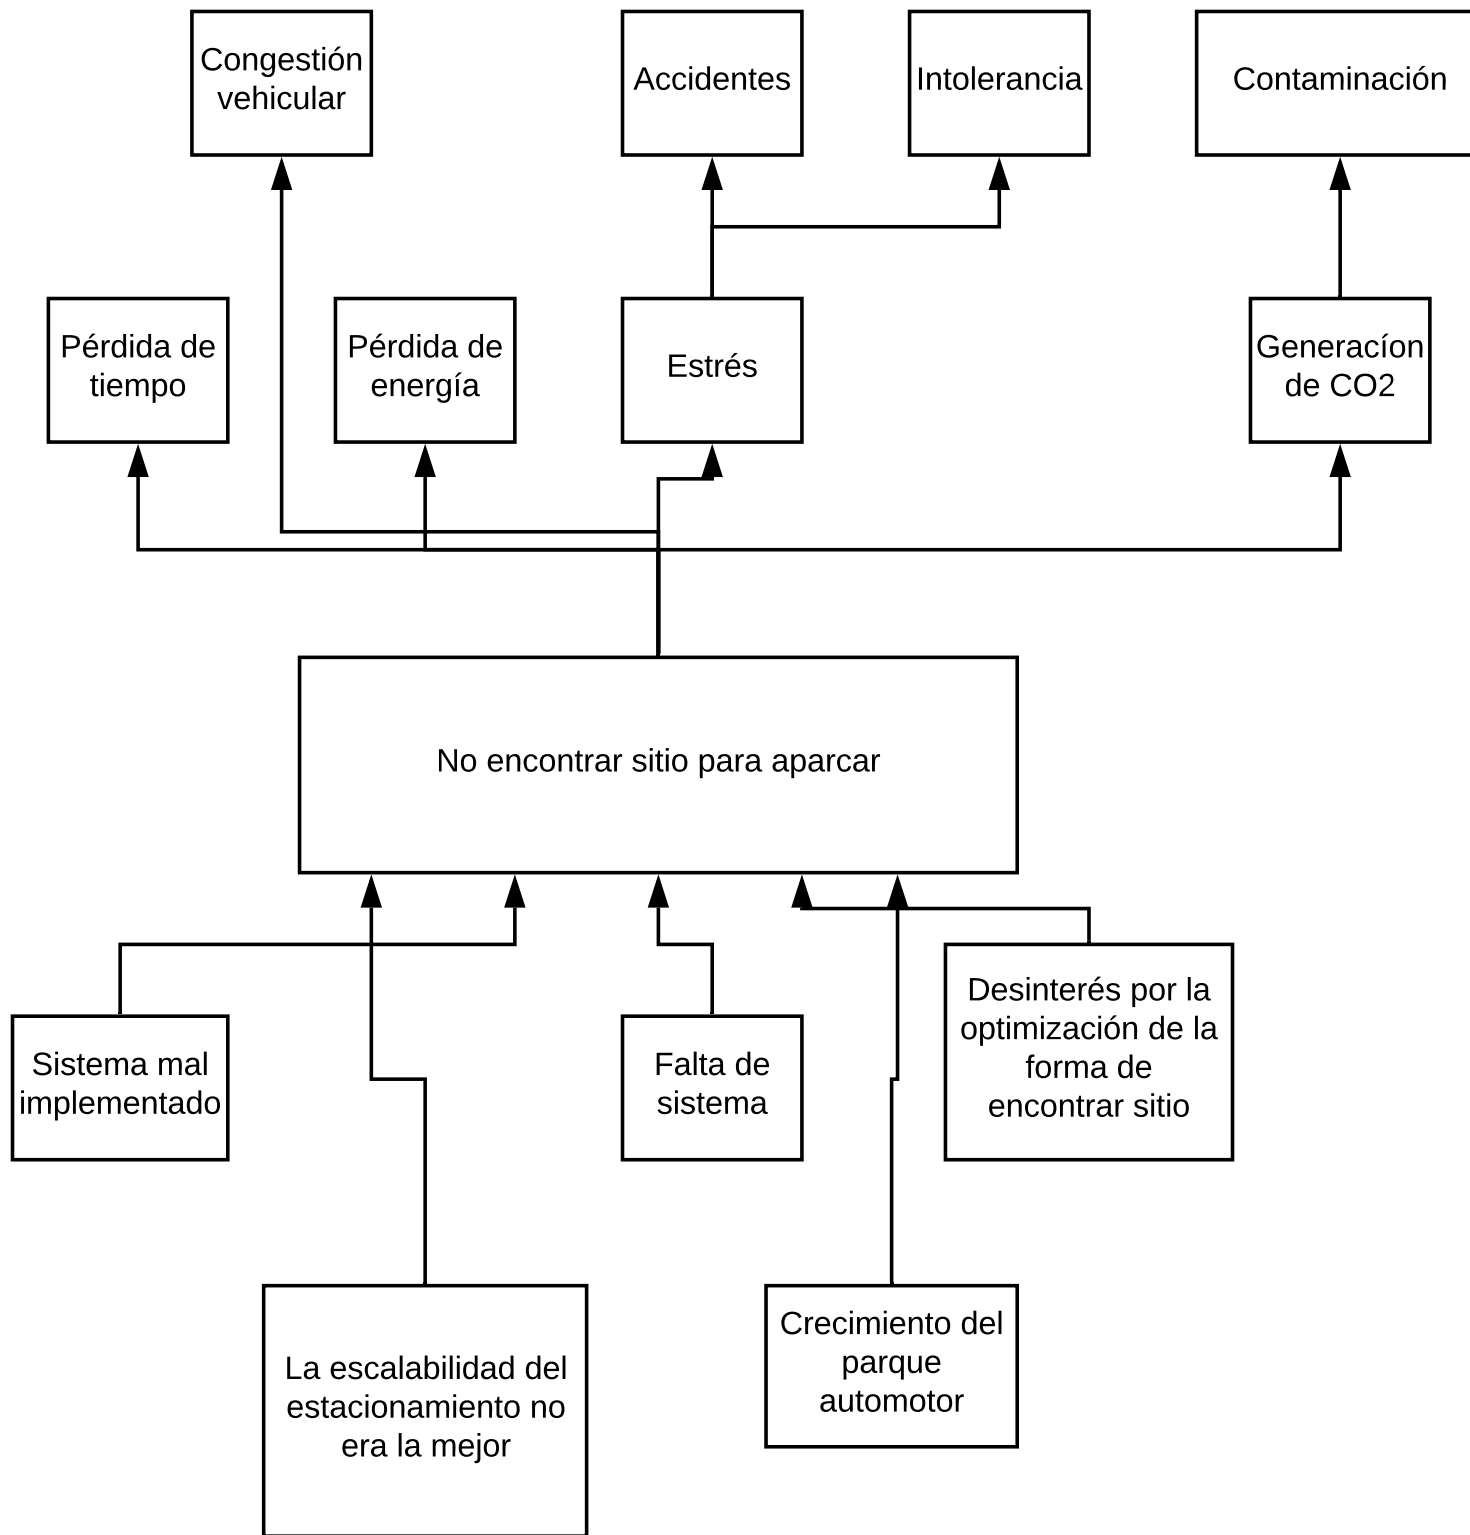 Congestión
vehicular
Accidentes
Intolerancia
Contaminación
Pérdida de
tiempo
Pérdida de
energía
Estrés
Generacíon
de CO2
No encontrar sitio para aparcar
Sistema mal
implementado
Falta de
sistema
Desinterés por la
optimización de la
forma de
encontrar sitio
La escalabilidad del
estacionamiento no
era la mejor
Crecimiento del
parque
automotor